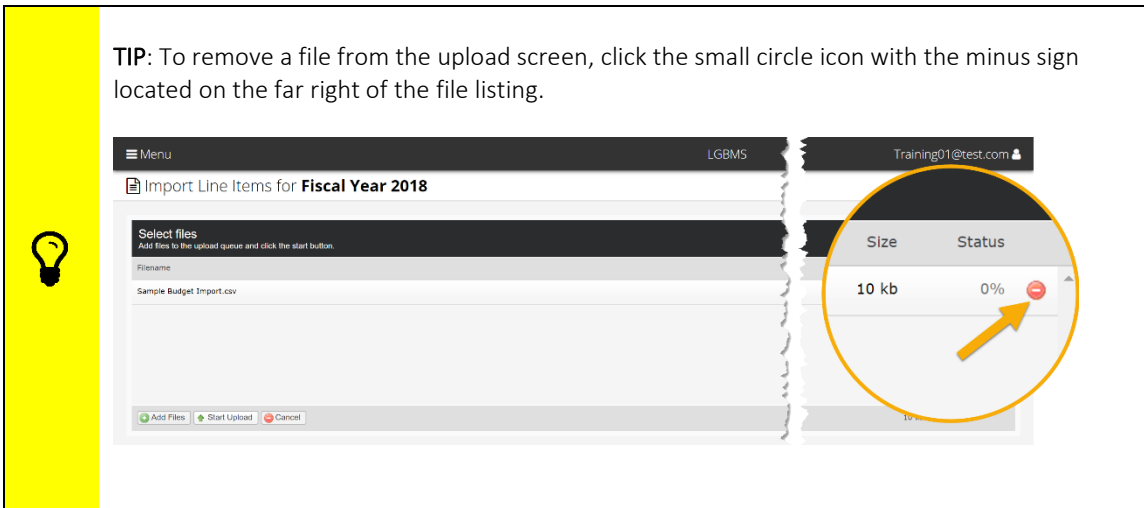 TIP: To remove a file from the upload screen, click the small circle icon with the minus sign
located on the far right of the file listing.
Menu LGBMS Training01@test.com
Import Line Items for Fiscal Year 2018
Select files
Add files to the upload queue and click the start button.
Filename Size Status
Sample Budget Import.csv 10 kb 0%
Add Files Start Upload Cancel